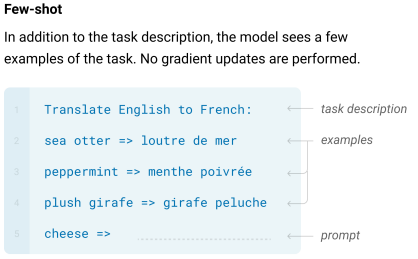 Few-shot
In addition to the task description, the model sees a few
examples of the task. No gradient updates are performed.
1 Translate English to French: task description
2 sea otter => loutre de mer examples
3 peppermint => menthe poivrée
4 plush girafe => girafe peluche
5 cheese => prompt